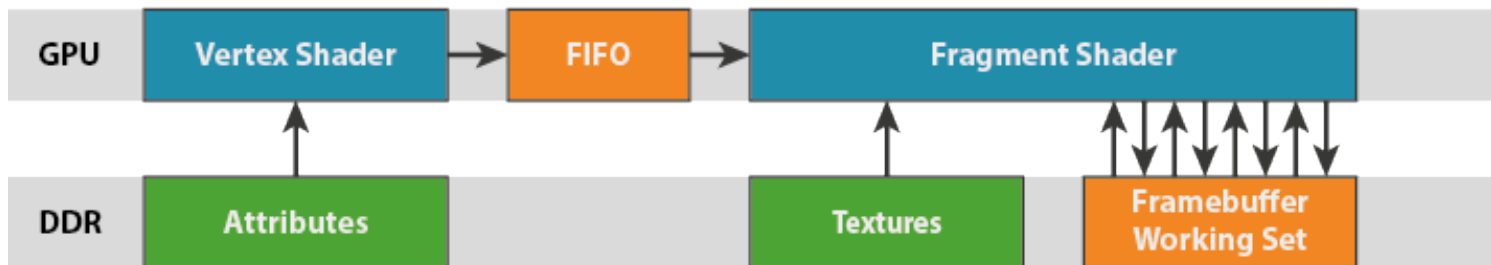 GPU
Vertex Shader
FIFO
Fragment Shader
DDR
Attributes
Textures
Framebuffer
Working Set